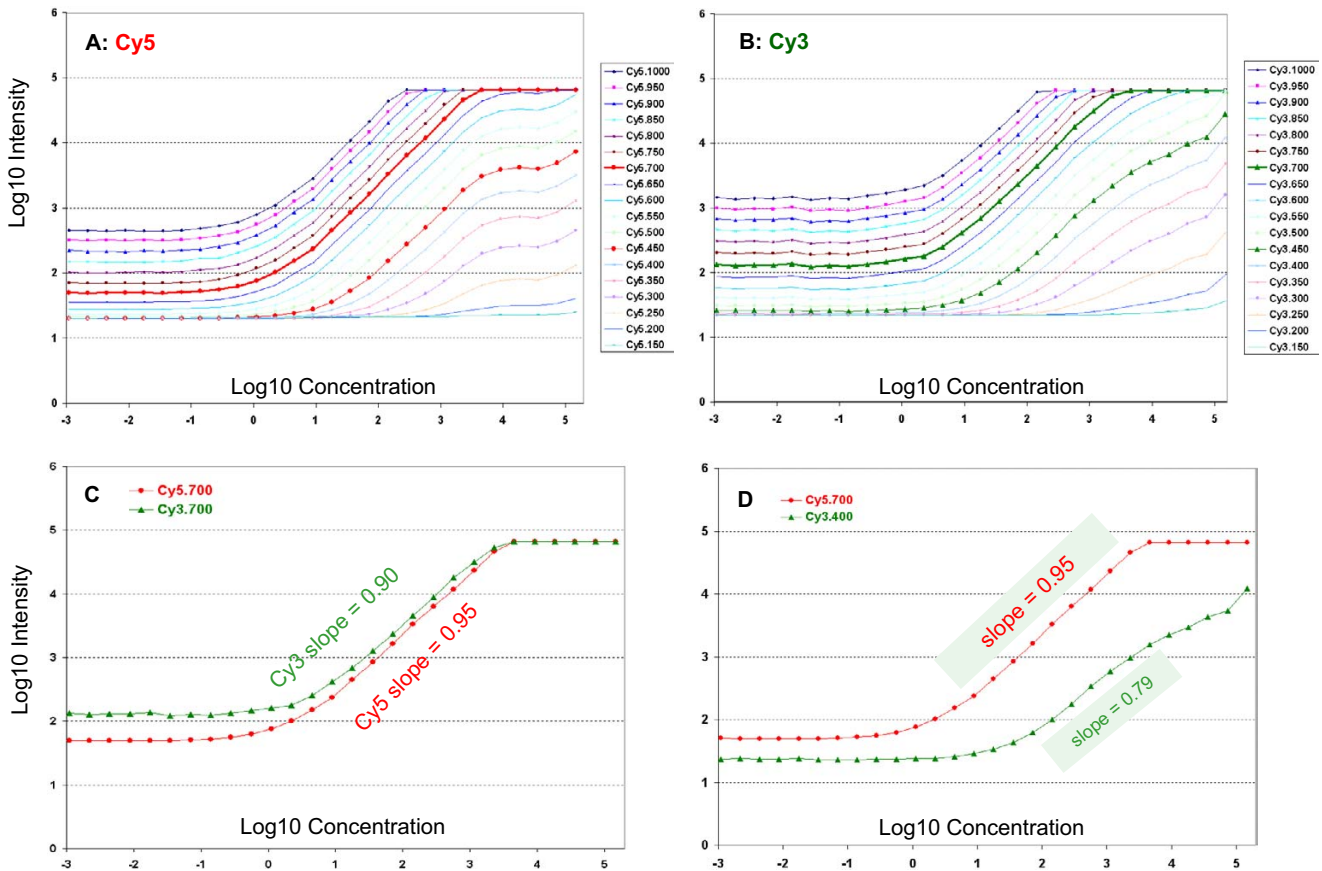 A: Cy5
Log10 Intensity
6
5
4
3
2
1
0
-3 -2 -1 0 1 2 3 4 5
Log10 Concentration
Cy5.1000
Cy5.950
Cy5.900
Cy5.850
Cy5.800
Cy5.750
Cy5.700
Cy5.650
Cy5.600
Cy5.550
Cy5.500
Cy5.450
Cy5.400
Cy5.350
Cy5.300
Cy5.250
Cy5.200
Cy5.150
B: Cy3
6
5
4
3
2
1
0
-3 -2 -1 0 1 2 3 4 5
Log10 Concentration
Cy3.1000
Cy3.950
Cy3.900
Cy3.850
Cy3.800
Cy3.750
Cy3.700
Cy3.650
Cy3.600
Cy3.550
Cy3.500
Cy3.450
Cy3.400
Cy3.350
Cy3.300
Cy3.250
Cy3.200
Cy3.150
C
Cy5.700
Cy3.700
Log10 Intensity
6
5
4
3
2
1
0
Cy3 slope = 0.90
Cy5 slope = 0.95
Log10 Concentration
-3 -2 -1 0 1 2 3 4 5
D
Cy5.700
Cy3.400
6
5
4
3
2
1
0
slope = 0.95
slope = 0.79
Log10 Concentration
-3 -2 -1 0 1 2 3 4 5